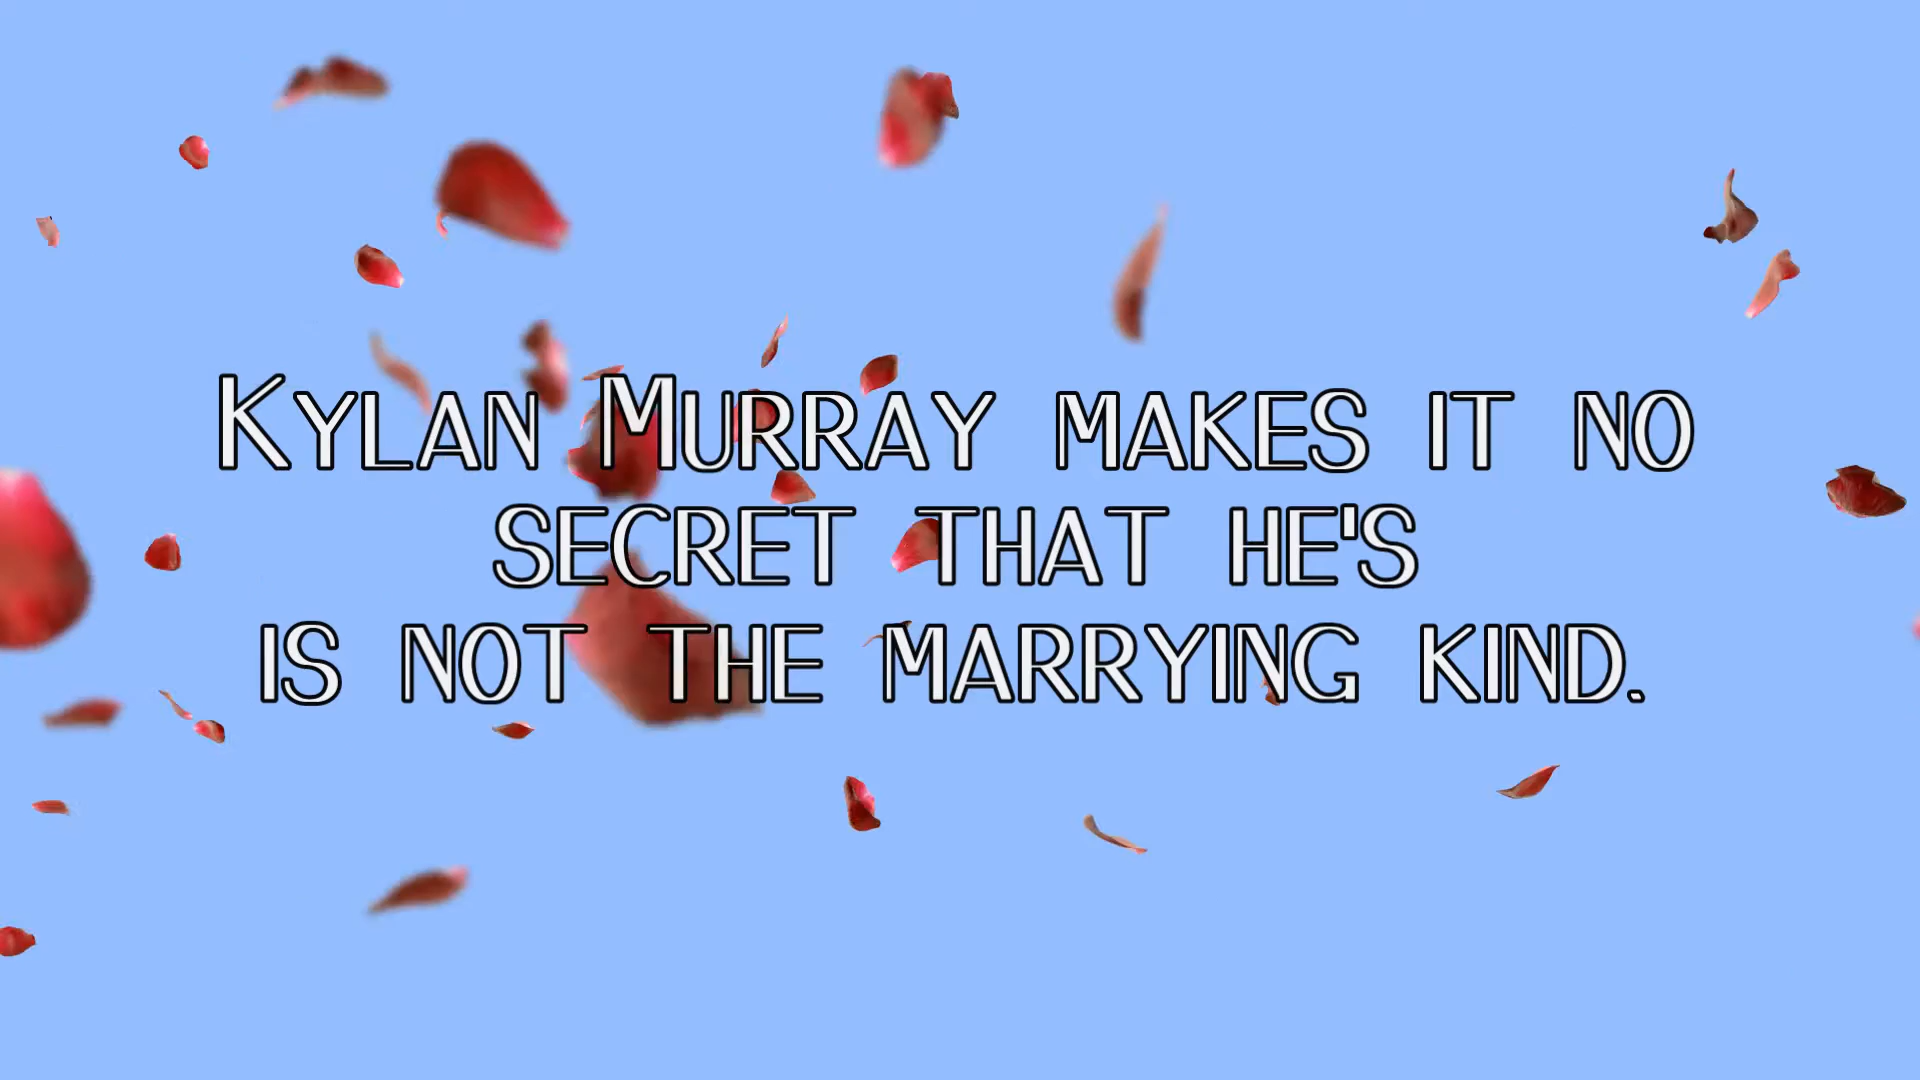 Kylan Murray makes it no
secret that he's
is not the marrying kind.